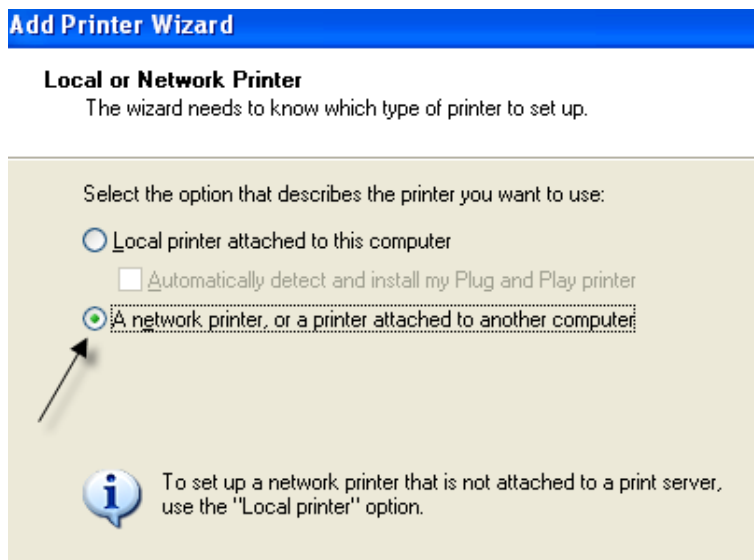 Add Printer Wizard
Local or Network Printer
The wizard needs to know which type of printer to set up.
Select the option that describes the printer you want to use:
Local printer attached to this computer
Automatically detect and install my Plug and Play printer
A network printer, or a printer attached to another computer
To set up a network printer that is not attached to a print server,
use the "Local printer" option.